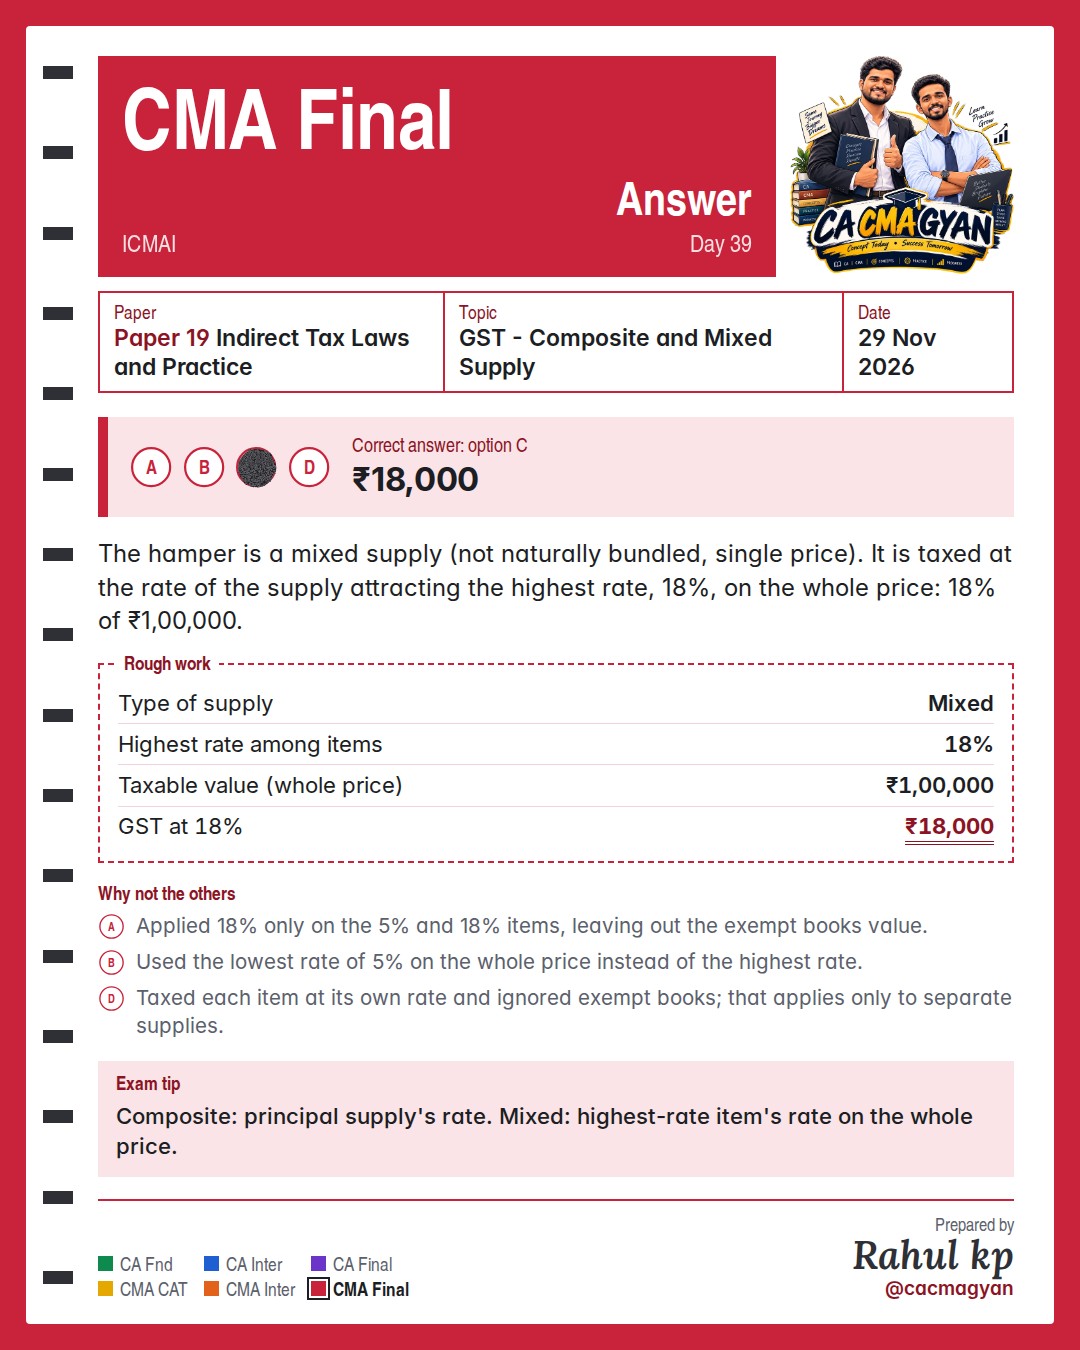 CMA Final
Answer
ICMAI
Day 39
Learn
Practice
Grow
CA CMA GYAN
Concept Today • Success Tomorrow
Paper
Paper 19 Indirect Tax Laws
and Practice
Topic
GST - Composite and Mixed
Supply
Date
29 Nov
2026
A B D
Correct answer: option C
₹18,000
The hamper is a mixed supply (not naturally bundled, single price). It is taxed at
the rate of the supply attracting the highest rate, 18%, on the whole price: 18%
of ₹1,00,000.
Rough work
Type of supply Mixed
Highest rate among items 18%
Taxable value (whole price) ₹1,00,000
GST at 18% ₹18,000
Why not the others
A Applied 18% only on the 5% and 18% items, leaving out the exempt books value.
B Used the lowest rate of 5% on the whole price instead of the highest rate.
D Taxed each item at its own rate and ignored exempt books; that applies only to separate
supplies.
Exam tip
Composite: principal supply's rate. Mixed: highest-rate item's rate on the whole
price.
CA Fnd CA Inter CA Final
CMA CAT CMA Inter CMA Final
Prepared by
Rahul kp
@cacmagyan